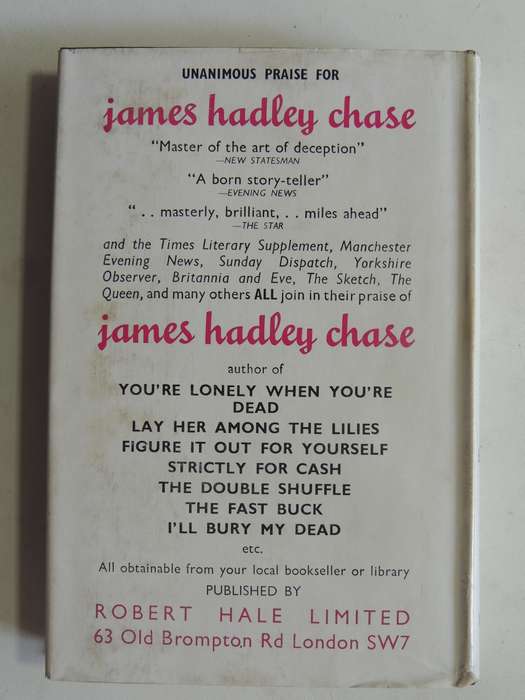 UNANIMOUS PRAISE FOR
james hadley chase
"Master of the art of deception"
—NEW STATESMAN
"A born story-teller"
—EVENING NEWS
". . masterly, brilliant, . . miles ahead"
—THE STAR
and the Times Literary Supplement, Manchester
Evening News, Sunday Dispatch, Yorkshire
Observer, Britannia and Eve, The Sketch, The
Queen, and many others ALL join in their praise of
james hadley chase
author of
YOU'RE LONELY WHEN YOU'RE
DEAD
LAY HER AMONG THE LILIES
FiGURE IT OUT FOR YOURSELF
STRICTLY FOR CASH
THE DOUBLE SHUFFLE
THE FAST BUCK
I'LL BURY MY DEAD
etc.
All obtainable from your local bookseller or library
PUBLISHED BY
ROBERT HALE LIMITED
63 Old Brompton Rd London SW7